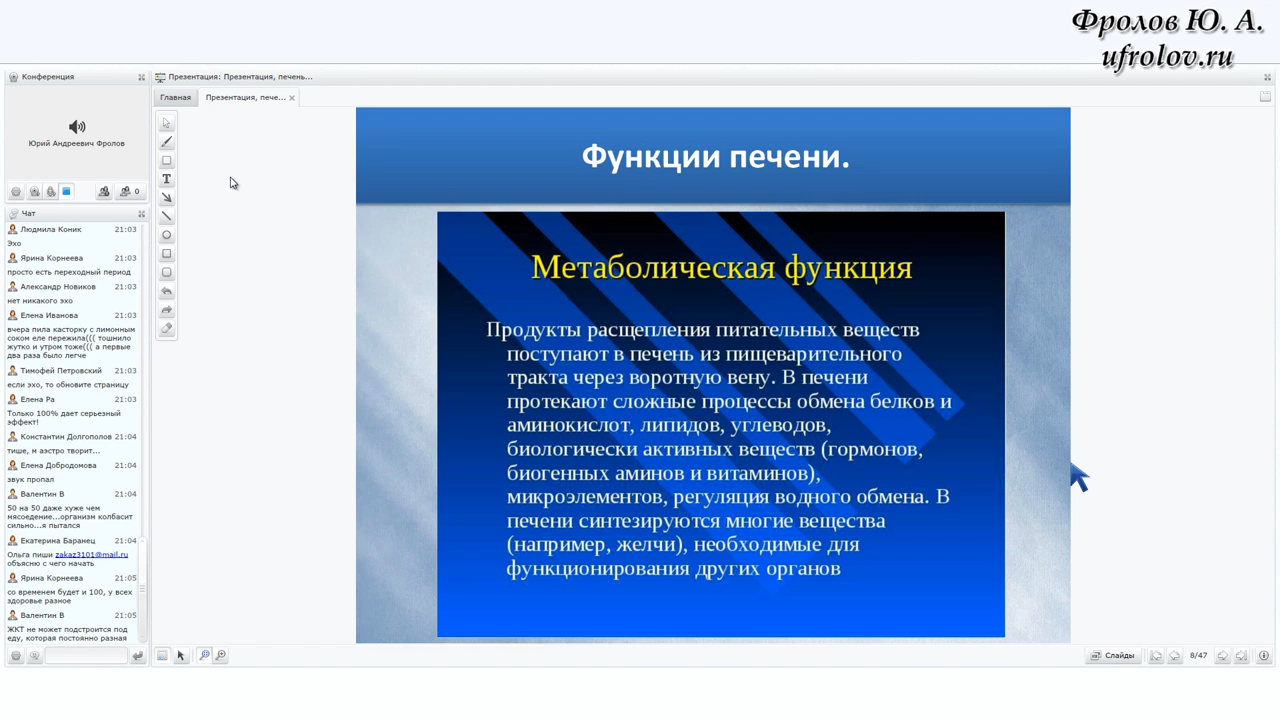 Фролов Ю. А.
ufrolov.ru
Конференция
Юрий Андреевич Фролов
0
Чат
Людмила Коник 21:03
Эхо
Ярина Корнеева 21:03
просто есть переходный период
Александр Новиков 21:03
нет никакого эхо
Елена Иванова 21:03
вчера пила касторку с лимонным
соком еле пережила((( тошнило
жутко и утром тоже((( а первые
два раза было легче
Тимофей Петровский 21:03
если эхо, то обновите страницу
Елена Ра 21:03
Только 100% дает серьезный
эффект!
Константин Долгополов 21:04
тише, м аэстро творит...
Елена Добродомова 21:04
звук пропал
Валентин В 21:04
50 на 50 даже хуже чем
мясоедение...организм колбасит
сильно...я пытался
Екатерина Баранец 21:04
Ольга пиши zakaz3101@mail.ru
объясню с чего начать
Ярина Корнеева 21:05
со временем будет и 100, у всех
здоровье разное
Валентин В 21:05
ЖКТ не может подстроится под
еду, которая постоянно разная
Презентация: Презентация, печень...
Главная
Презентация, пече...
T
Функции печени.
Метаболическая функция
Продукты расщепления питательных веществ
поступают в печень из пищеварительного
тракта через воротную вену. В печени
протекают сложные процессы обмена белков и
аминокислот, липидов, углеводов,
биологически активных веществ (гормонов,
биогенных аминов и витаминов),
микроэлементов, регуляция водного обмена. В
печени синтезируются многие вещества
(например, желчи), необходимые для
функционирования других органов
Слайды
8/47